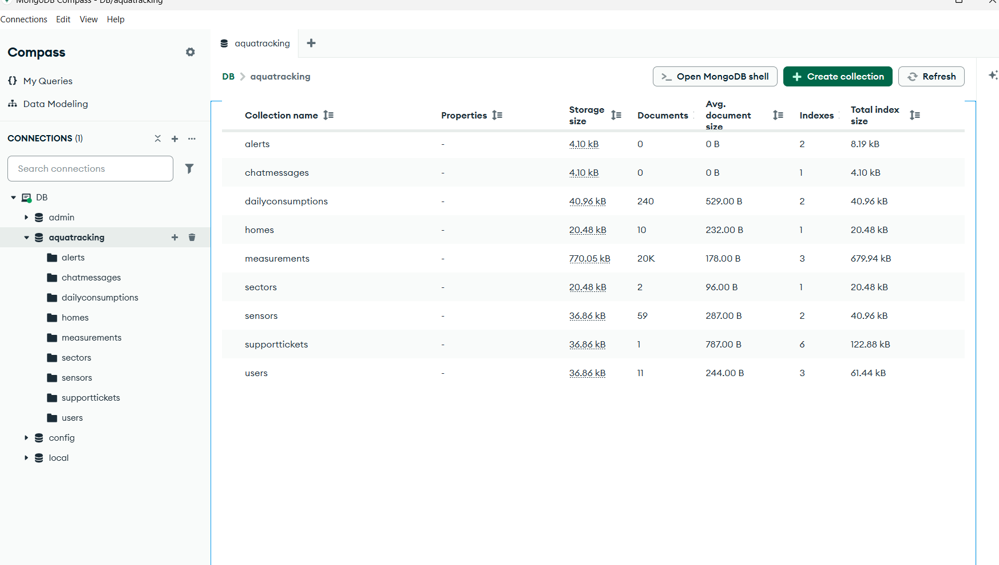 MongoDB Compass - DB/aquatracking
Connections Edit View Help
Compass
My Queries
Data Modeling
CONNECTIONS (1)
Search connections
DB
admin
aquatracking
alerts
chatmessages
dailyconsumptions
homes
measurements
sectors
sensors
supporttickets
users
config
local
aquatracking
DB > aquatracking
Open MongoDB shell
Create collection
Refresh
Collection name Properties Storage size Documents Avg. document size Indexes Total index size
alerts - 4.10 kB 0 0 B 2 8.19 kB
chatmessages - 4.10 kB 0 0 B 1 4.10 kB
dailyconsumptions - 40.96 kB 240 529.00 B 2 40.96 kB
homes - 20.48 kB 10 232.00 B 1 20.48 kB
measurements - 770.05 kB 20K 178.00 B 3 679.94 kB
sectors - 20.48 kB 2 96.00 B 1 20.48 kB
sensors - 36.86 kB 59 287.00 B 2 40.96 kB
supporttickets - 36.86 kB 1 787.00 B 6 122.88 kB
users - 36.86 kB 11 244.00 B 3 61.44 kB